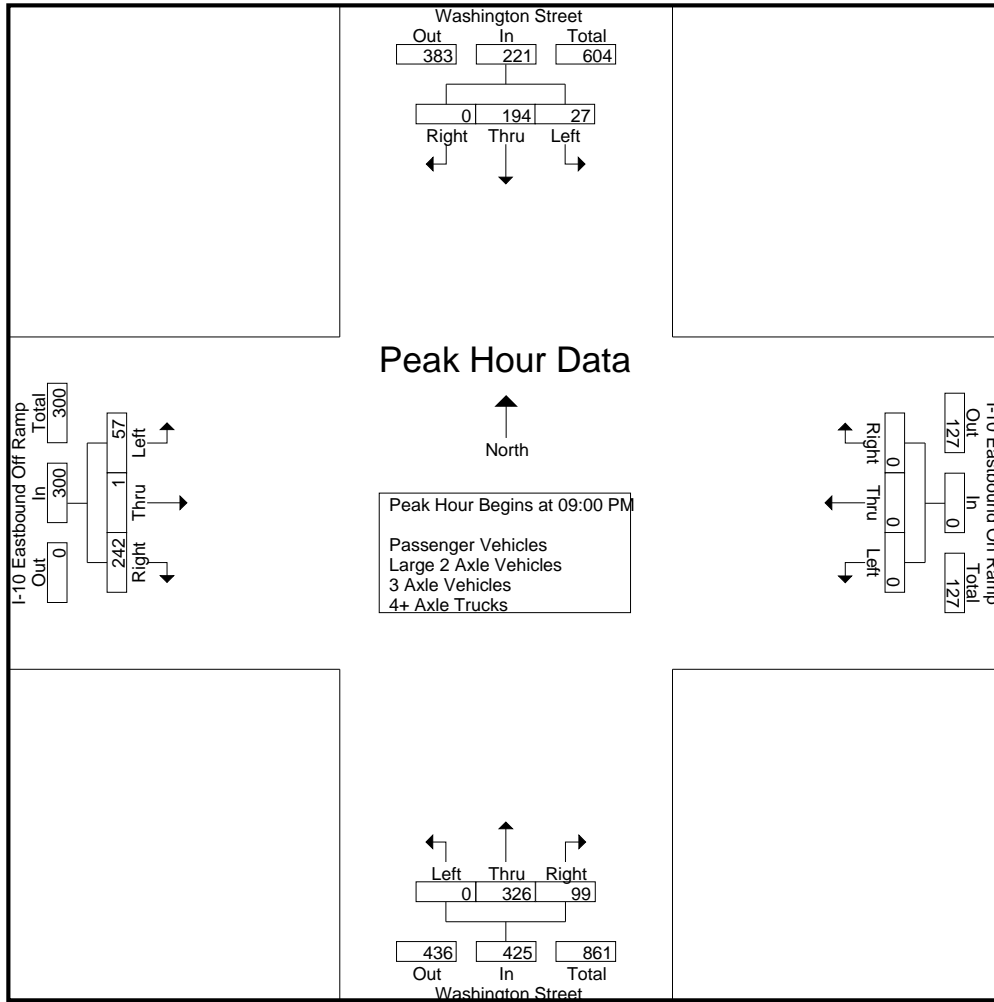 Washington Street
Out In Total
383 221 604
0 194 27
Right Thru Left
Peak Hour Data
North
Peak Hour Begins at 09:00 PM
Passenger Vehicles
Large 2 Axle Vehicles
3 Axle Vehicles
4+ Axle Trucks
I-10 Eastbound Off Ramp
Out In Total
0 300 300
242 1 57
Right Thru Left
I-10 Eastbound On Ramp
Out In Total
127 0 127
0 0 0
Right Thru Left
Left Thru Right
0 326 99
436 425 861
Out In Total
Washington Street